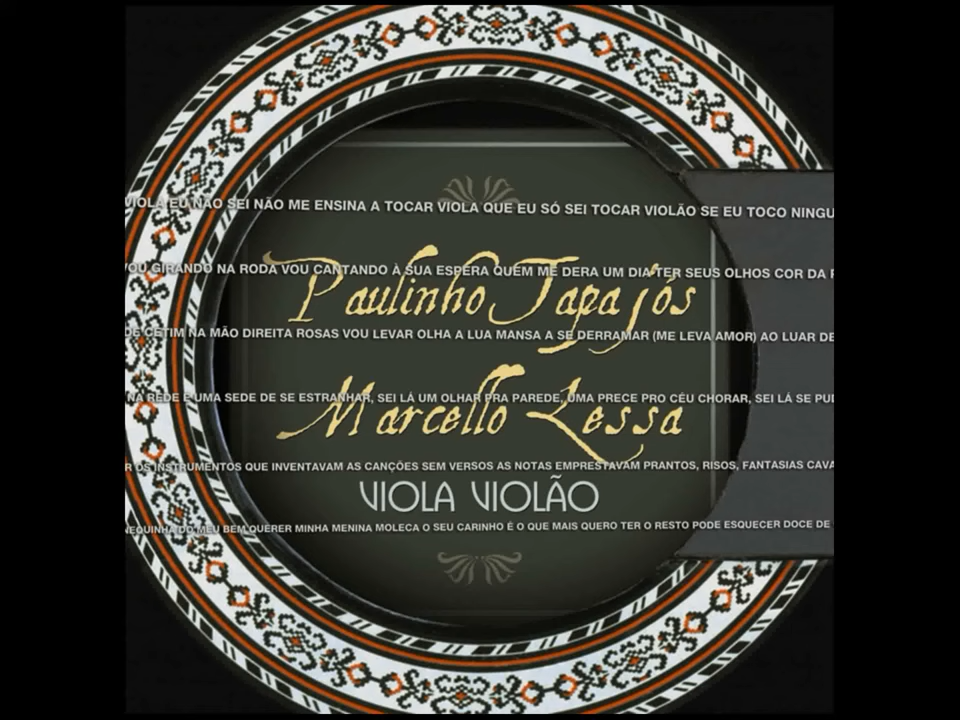 VIOLA EU NÃO SEI NÃO ME ENSINA A TOCAR VIOLA QUE EU SÓ SEI TOCAR VIOLÃO SE EU TOCO NINGU
VOU GIRANDO NA RODA VOU CANTANDO À SUA ESPERA QUEM ME DERA UM DIA TER SEUS OLHOS COR DA
Paulinho Tapajós
DE CETIM NA MÃO DIREITA ROSAS VOU LEVAR OLHA A LUA MANSA A SE DERRAMAR (ME LEVA AMOR) AO LUAR DE
NA REDE É UMA SEDE DE SE ESTRANHAR, SEI LÁ UM OLHAR PRA PAREDE, UMA PRECE PRO CÉU CHORAR, SEI LÁ SE PU
Marcello Lessa
R OS INSTRUMENTOS QUE INVENTAVAM AS CANÇÕES SEM VERSOS AS NOTAS EMPRESTAVAM PRANTOS, RISOS, FANTASIAS CAVA
VIOLA VIOLÃO
NEQUINHA DO MEU BEM QUERER MINHA MENINA MOLECA O SEU CARINHO É O QUE MAIS QUERO TER O RESTO PODE ESQUECER DOCE DE